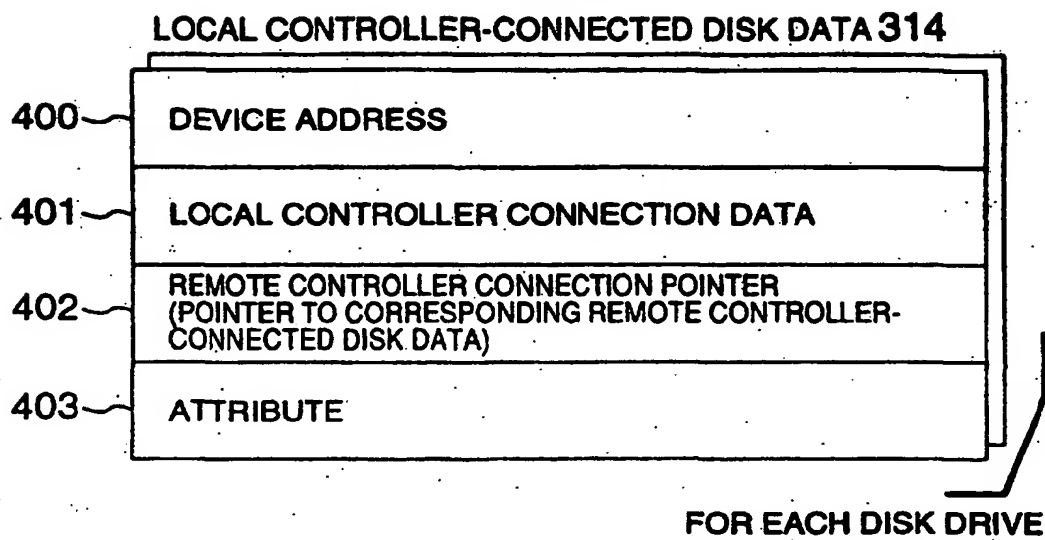 LOCAL CONTROLLER-CONNECTED DISK DATA 314
400 DEVICE ADDRESS
401 LOCAL CONTROLLER CONNECTION DATA
REMOTE CONTROLLER CONNECTION POINTER
402 (POINTER TO CORRESPONDING REMOTE CONTROLLER-
CONNECTED DISK DATA)
403 ATTRIBUTE
FOR EACH DISK DRIVE